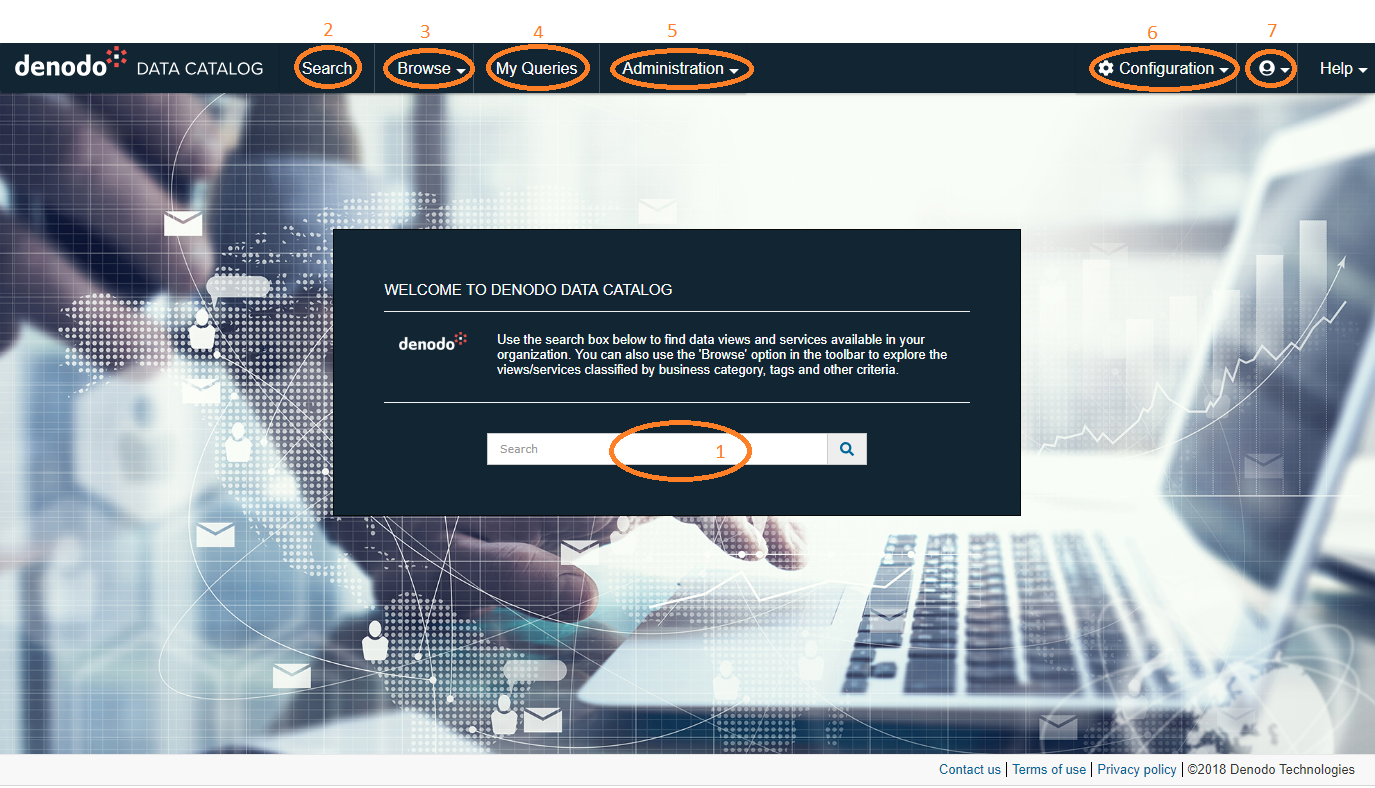 2 3 4 5 6 7
denodo DATA CATALOG Search Browse My Queries Administration Configuration Help
WELCOME TO DENODO DATA CATALOG
denodo
Use the search box below to find data views and services available in your
organization. You can also use the 'Browse' option in the toolbar to explore the
views/services classified by business category, tags and other criteria.
Search 1
Contact us | Terms of use | Privacy policy | ©2018 Denodo Technologies